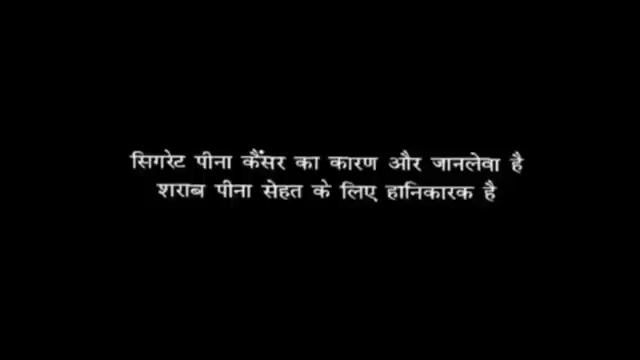 सिगरेट पीना कैंसर का कारण और जानलेवा है
शराब पीना सेहत के लिए हानिकारक है